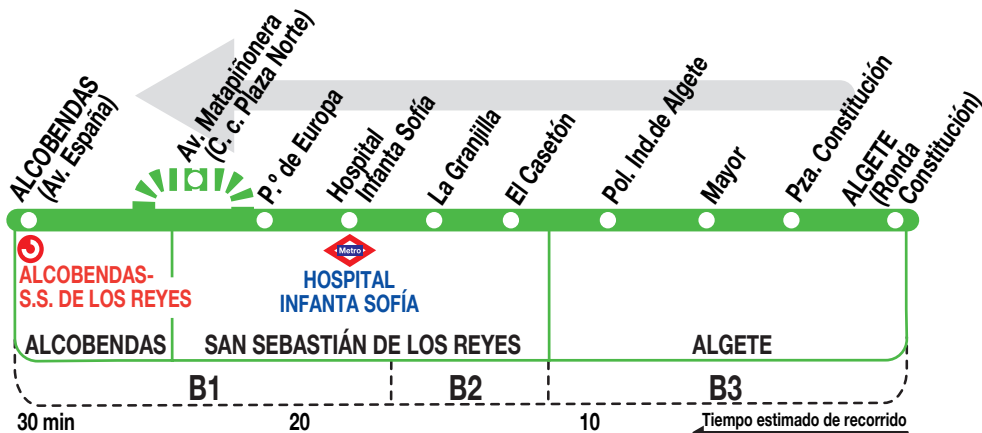 ALCOBENDAS
(Av. España)
Av. Matapiñonera
(C. c. Plaza Norte)
P.º de Europa
Hospital
Infanta Sofía
La Granjilla
El Casetón
Pol. Ind. de Algete
Mayor
Pza. Constitución
ALGETE
(Ronda
Constitución)
ALCOBENDAS-
S.S. DE LOS REYES
Metro
HOSPITAL
INFANTA SOFÍA
ALCOBENDAS
SAN SEBASTIÁN DE LOS REYES
ALGETE
B1
B2
B3
30 min
20
10
Tiempo estimado de recorrido